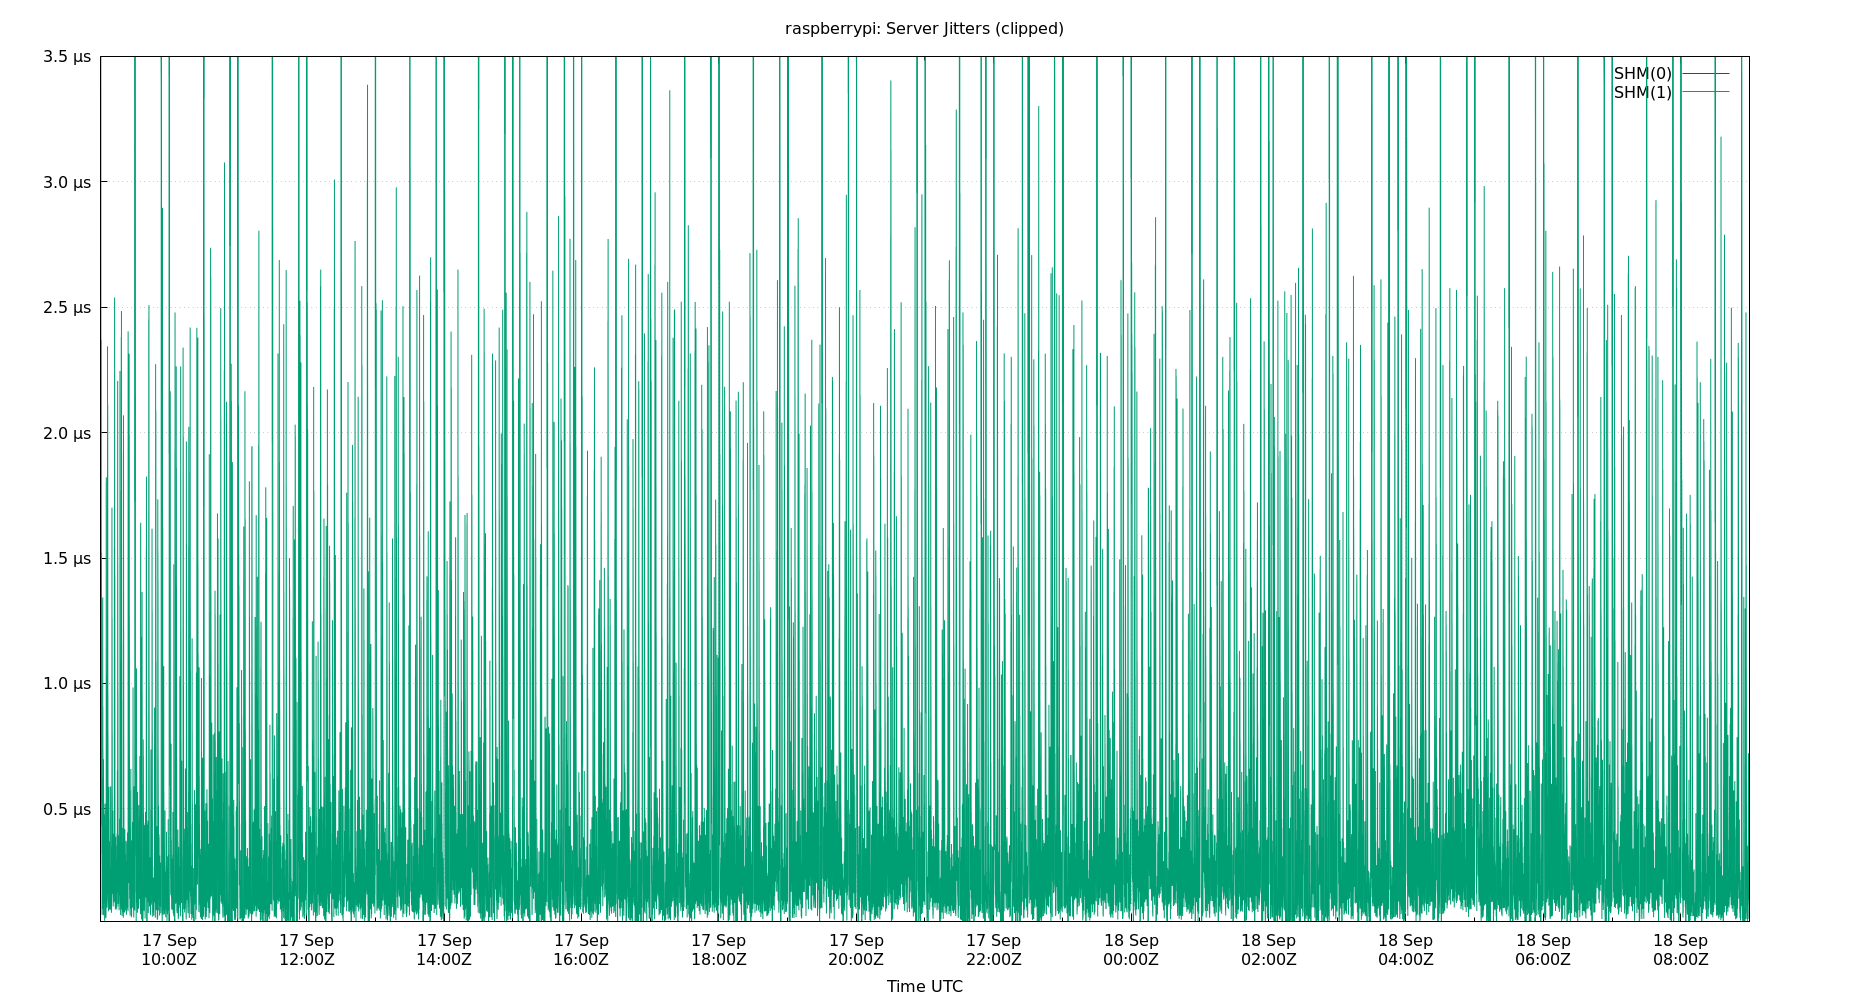 raspberrypi: Server Jitters (clipped)
3.5 µs
3.0 µs
2.5 µs
2.0 µs
1.5 µs
1.0 µs
0.5 µs
SHM(0)
SHM(1)
17 Sep 17 Sep 17 Sep 17 Sep 17 Sep 17 Sep 17 Sep 18 Sep 18 Sep 18 Sep 18 Sep 18 Sep
10:00Z 12:00Z 14:00Z 16:00Z 18:00Z 20:00Z 22:00Z 00:00Z 02:00Z 04:00Z 06:00Z 08:00Z
Time UTC